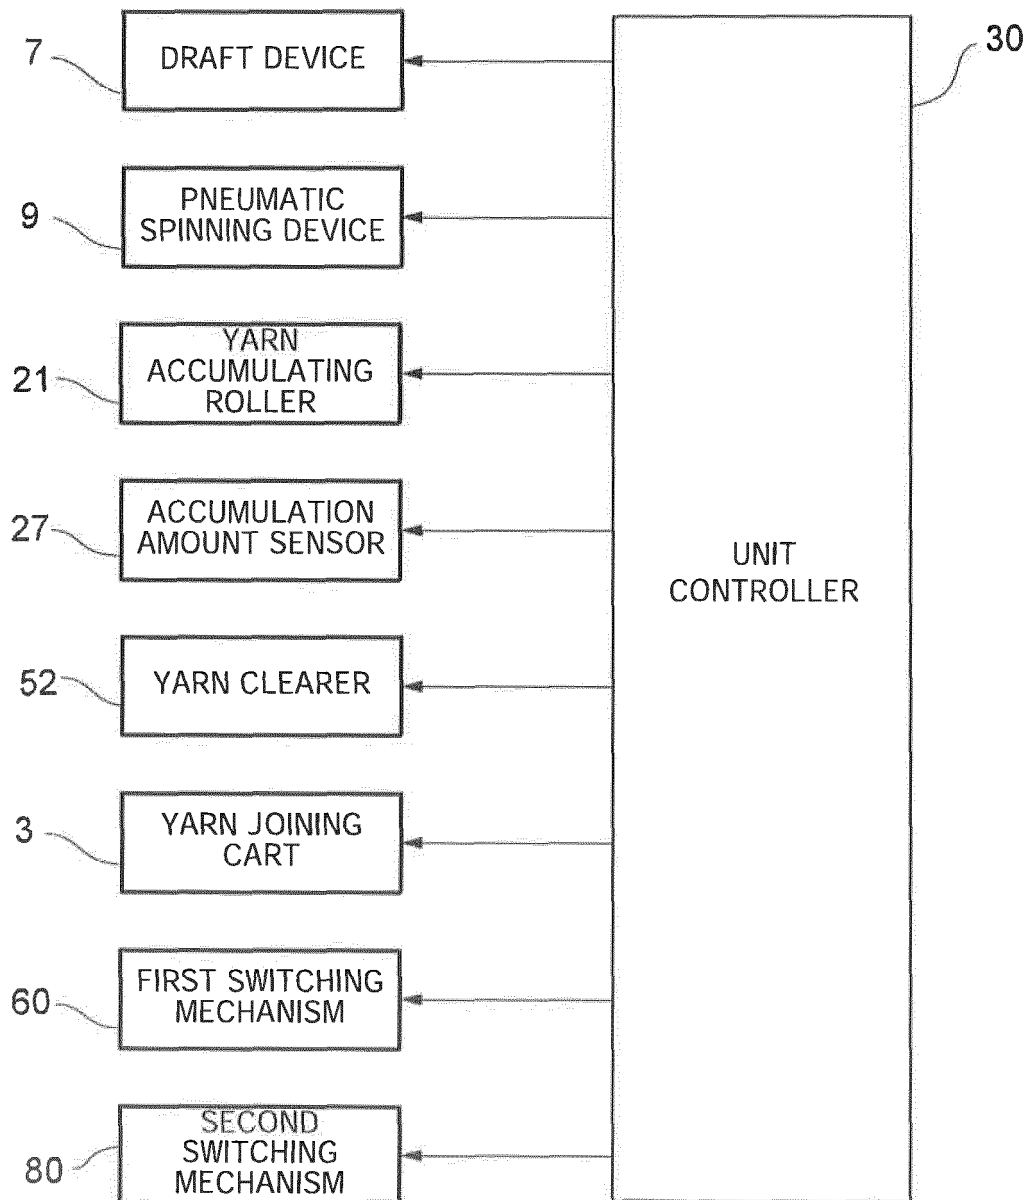 7
DRAFT DEVICE
30
9
PNEUMATIC
SPINNING DEVICE
21
YARN
ACCUMULATING
ROLLER
27
ACCUMULATION
AMOUNT SENSOR
UNIT
CONTROLLER
52
YARN CLEARER
3
YARN JOINING
CART
60
FIRST SWITCHING
MECHANISM
80
SECOND
SWITCHING
MECHANISM